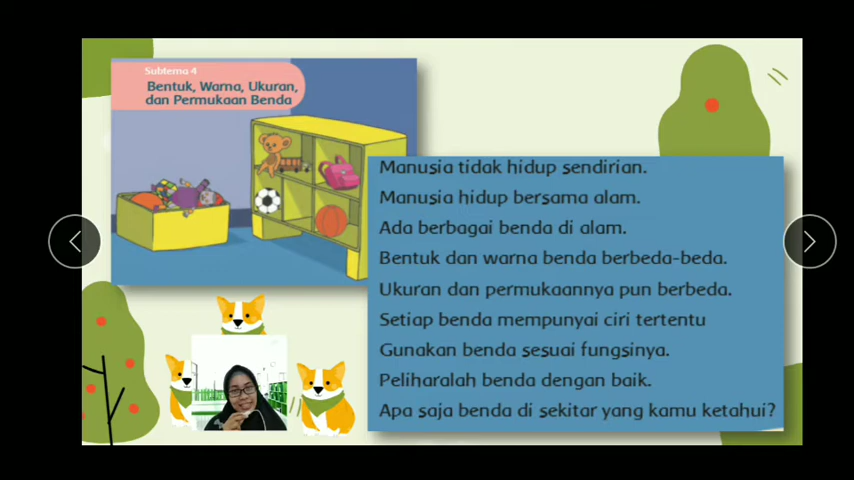 Subtema 4
Bentuk, Warna, Ukuran,
dan Permukaan Benda
Manusia tidak hidup sendirian.
Manusia hidup bersama alam.
Ada berbagai benda di alam.
Bentuk dan warna benda berbeda-beda.
Ukuran dan permukaannya pun berbeda.
Setiap benda mempunyai ciri tertentu
Gunakan benda sesuai fungsinya.
Peliharalah benda dengan baik.
Apa saja benda di sekitar yang kamu ketahui?